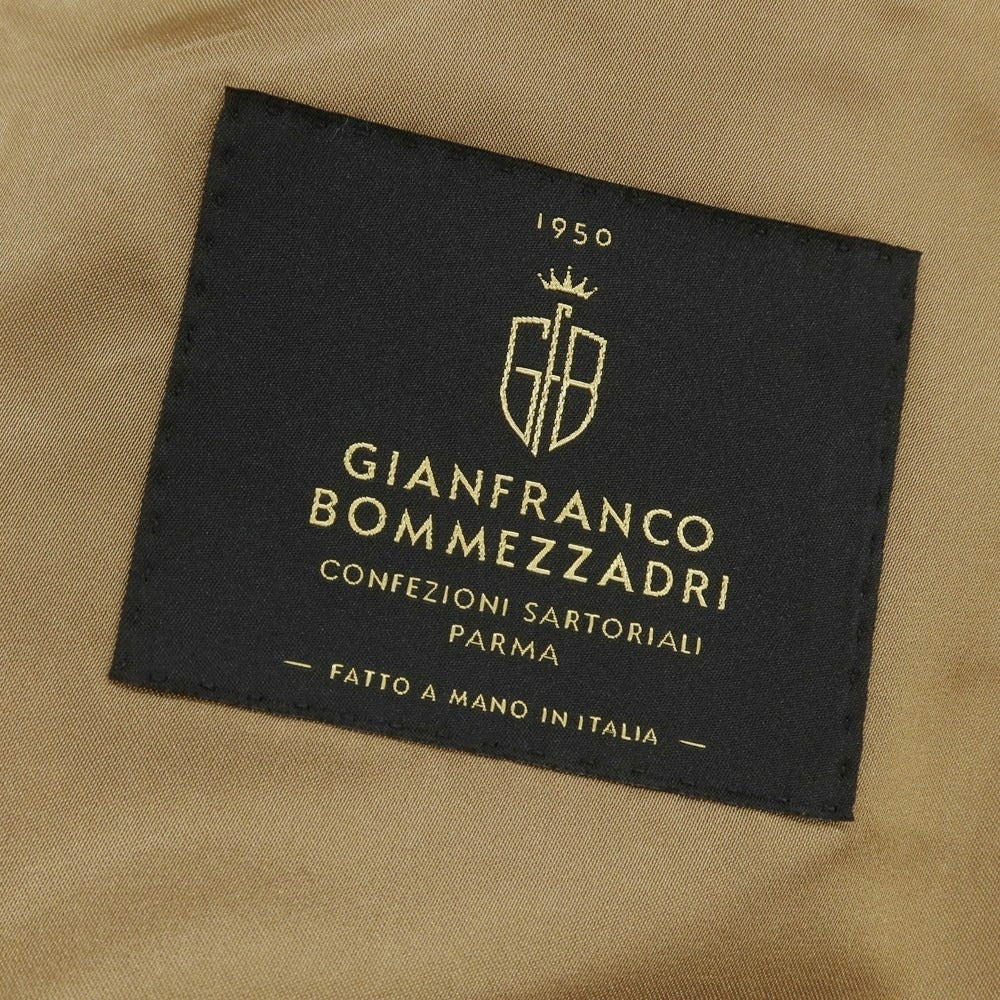 1950
GFB
GIANFRANCO
BOMMEZZADRI
CONFEZIONI SARTORIALI
PARMA
— FATTO A MANO IN ITALIA —